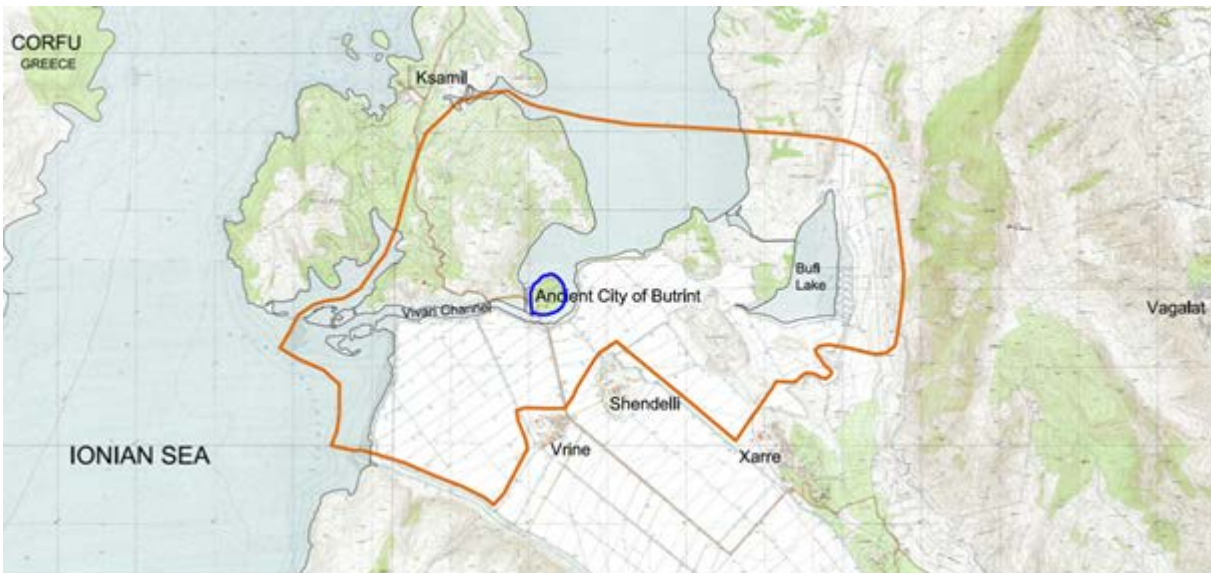 CORFU
GREECE
Ksamil
Bufi
Lake
Ancient City of Butrint
Vivari Channel
Vagalat
Shendelli
IONIAN SEA
Vrine
Xarre